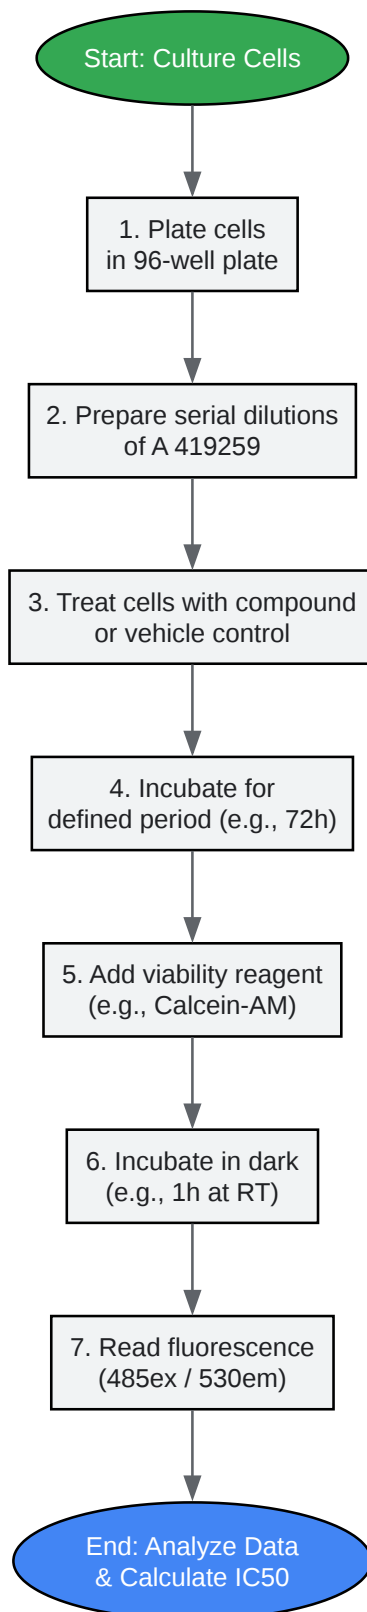 Start: Culture Cells
1. Plate cells
in 96-well plate
2. Prepare serial dilutions
of A 419259
3. Treat cells with compound
or vehicle control
4. Incubate for
defined period (e.g., 72h)
5. Add viability reagent
(e.g., Calcein-AM)
6. Incubate in dark
(e.g., 1h at RT)
7. Read fluorescence
(485ex / 530em)
End: Analyze Data
& Calculate IC50